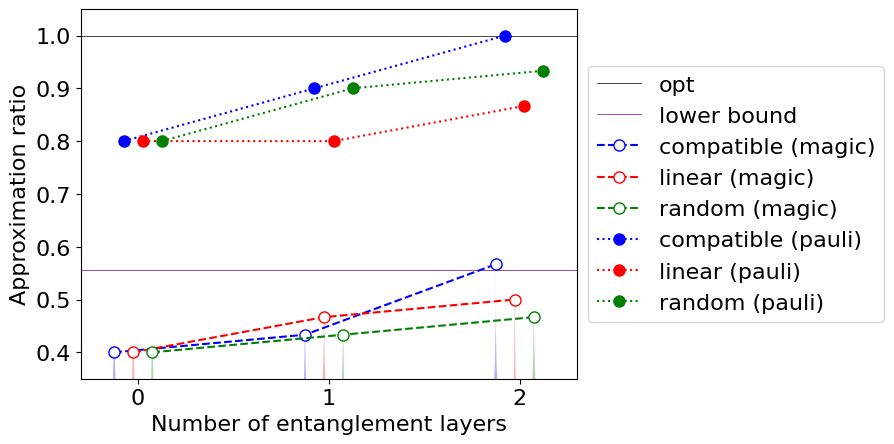 1.0
0.9
0.8
0.7
0.6
0.5
0.4
Approximation ratio
0 1 2
Number of entanglement layers
opt
lower bound
compatible (magic)
linear (magic)
random (magic)
compatible (pauli)
linear (pauli)
random (pauli)